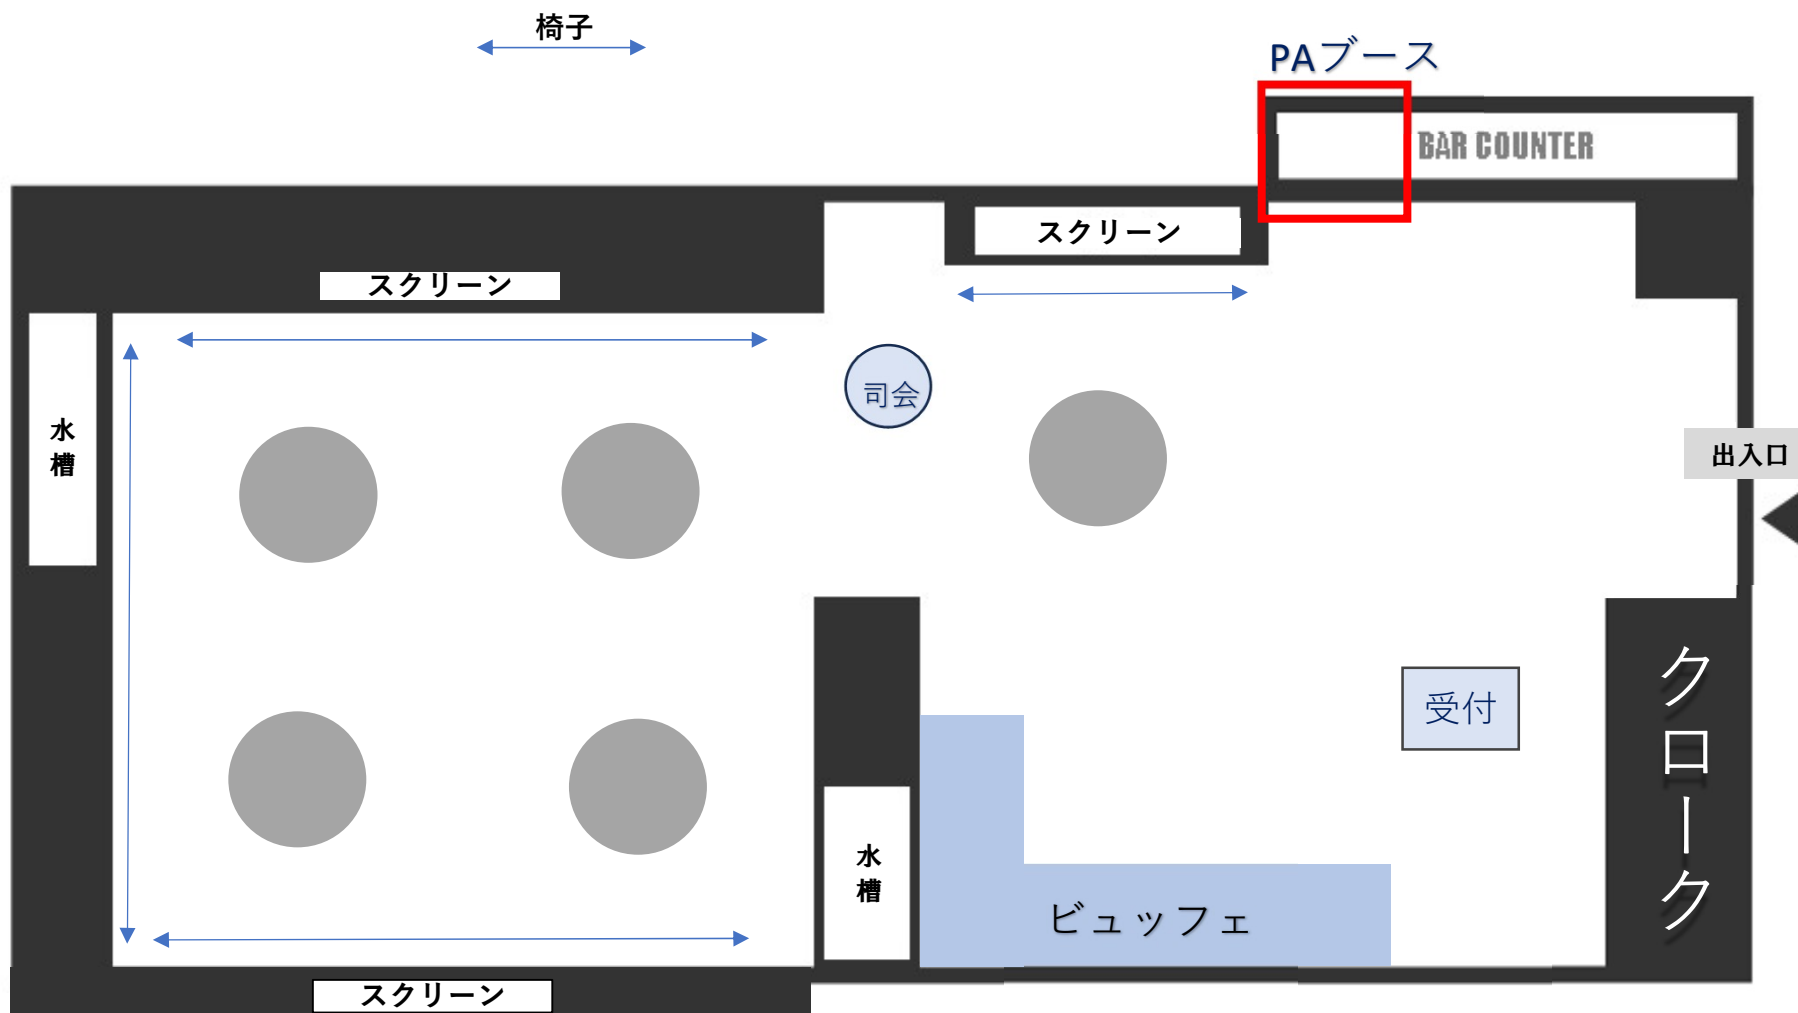 椅子
PAブース
BAR COUNTER
スクリーン
スクリーン
司会
水槽
出入口
受付
クローク
水槽
ビュッフェ
スクリーン